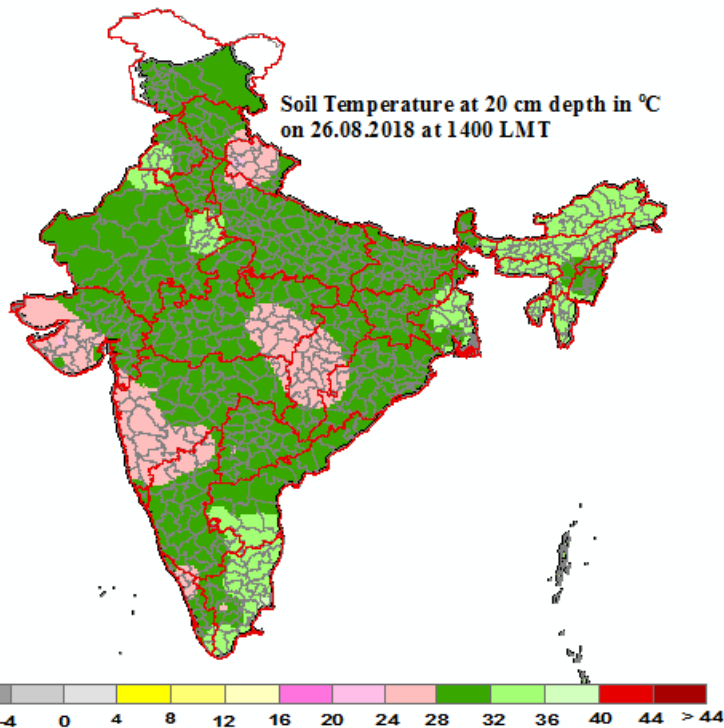 Soil Temperature at 20 cm depth in °C
on 26.08.2018 at 1400 LMT
-4 0 4 8 12 16 20 24 28 32 36 40 44 > 44